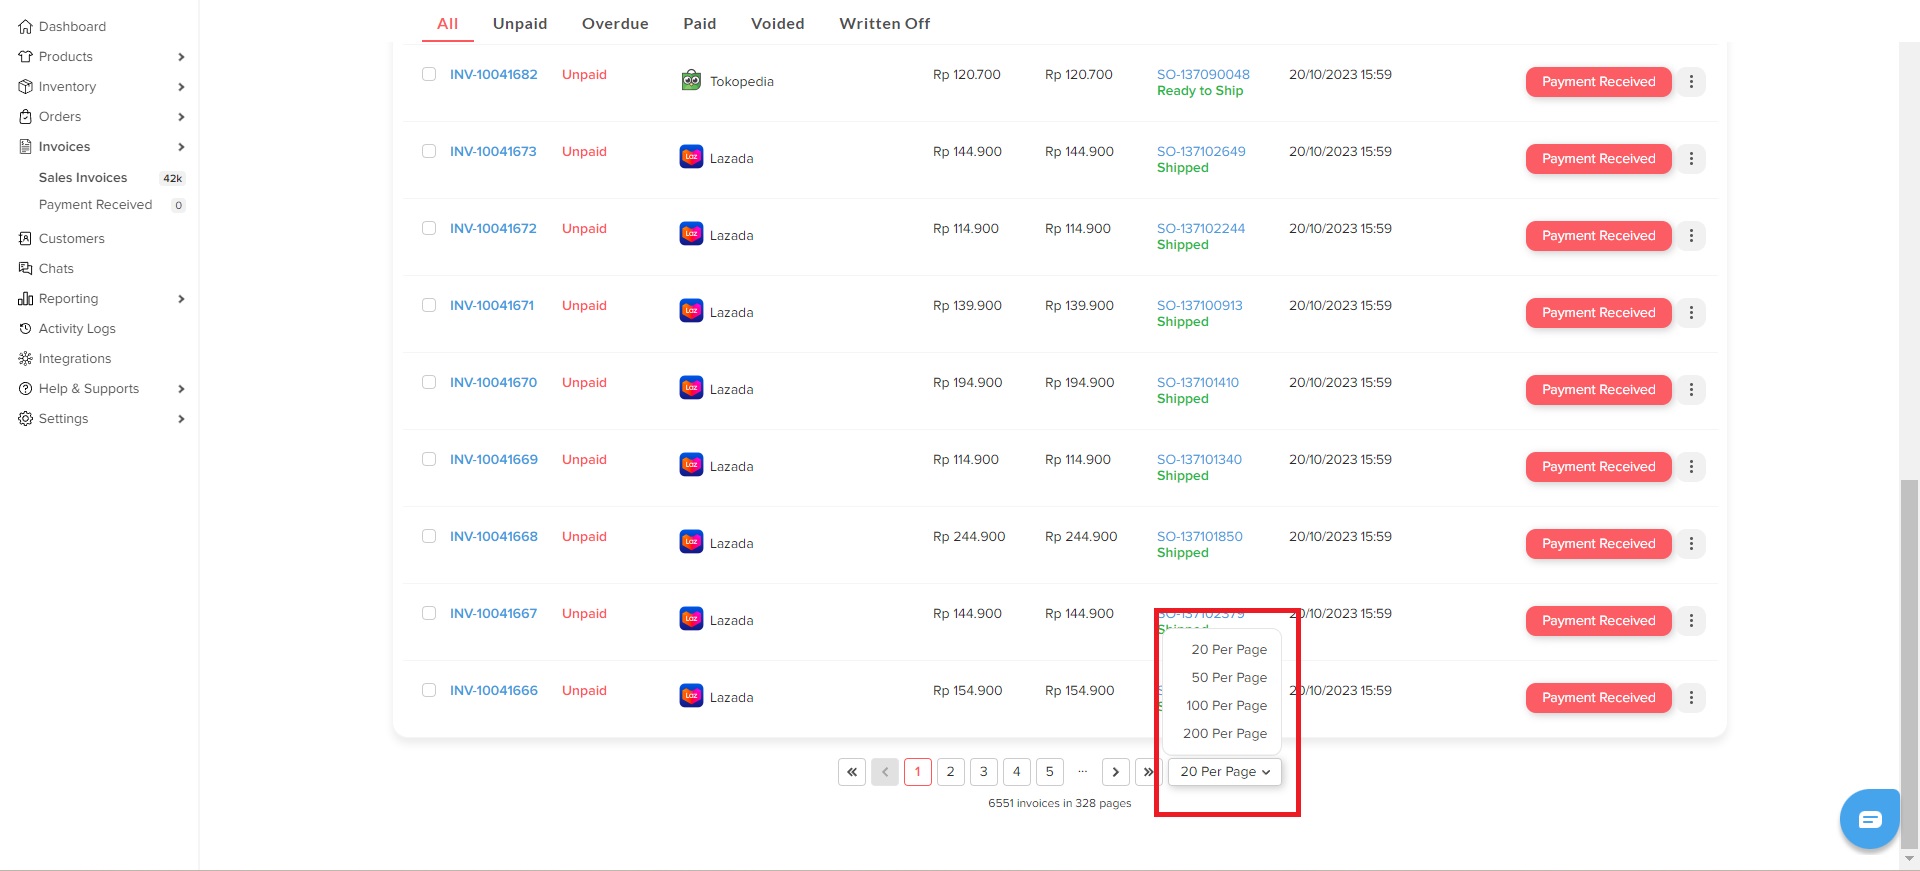 Dashboard
Products
Inventory
Orders
Invoices
Sales Invoices 42k
Payment Received 0
Customers
Chats
Reporting
Activity Logs
Integrations
Help & Supports
Settings
All Unpaid Overdue Paid Voided Written Off
INV-10041682 Unpaid Tokopedia Rp 120.700 Rp 120.700 SO-137090048 20/10/2023 15:59 Payment Received
Ready to Ship
INV-10041673 Unpaid Lazada Rp 144.900 Rp 144.900 SO-137102649 20/10/2023 15:59 Payment Received
Shipped
INV-10041672 Unpaid Lazada Rp 114.900 Rp 114.900 SO-137102244 20/10/2023 15:59 Payment Received
Shipped
INV-10041671 Unpaid Lazada Rp 139.900 Rp 139.900 SO-137100913 20/10/2023 15:59 Payment Received
Shipped
INV-10041670 Unpaid Lazada Rp 194.900 Rp 194.900 SO-137101410 20/10/2023 15:59 Payment Received
Shipped
INV-10041669 Unpaid Lazada Rp 114.900 Rp 114.900 SO-137101340 20/10/2023 15:59 Payment Received
Shipped
INV-10041668 Unpaid Lazada Rp 244.900 Rp 244.900 SO-137101850 20/10/2023 15:59 Payment Received
Shipped
INV-10041667 Unpaid Lazada Rp 144.900 Rp 144.900 SO-137102379 20/10/2023 15:59 Payment Received
Shipped
20 Per Page
50 Per Page
INV-10041666 Unpaid Lazada Rp 154.900 Rp 154.900 20/10/2023 15:59 Payment Received
100 Per Page
200 Per Page
« ‹ 1 2 3 4 5 ... › » 20 Per Page
6551 invoices in 328 pages